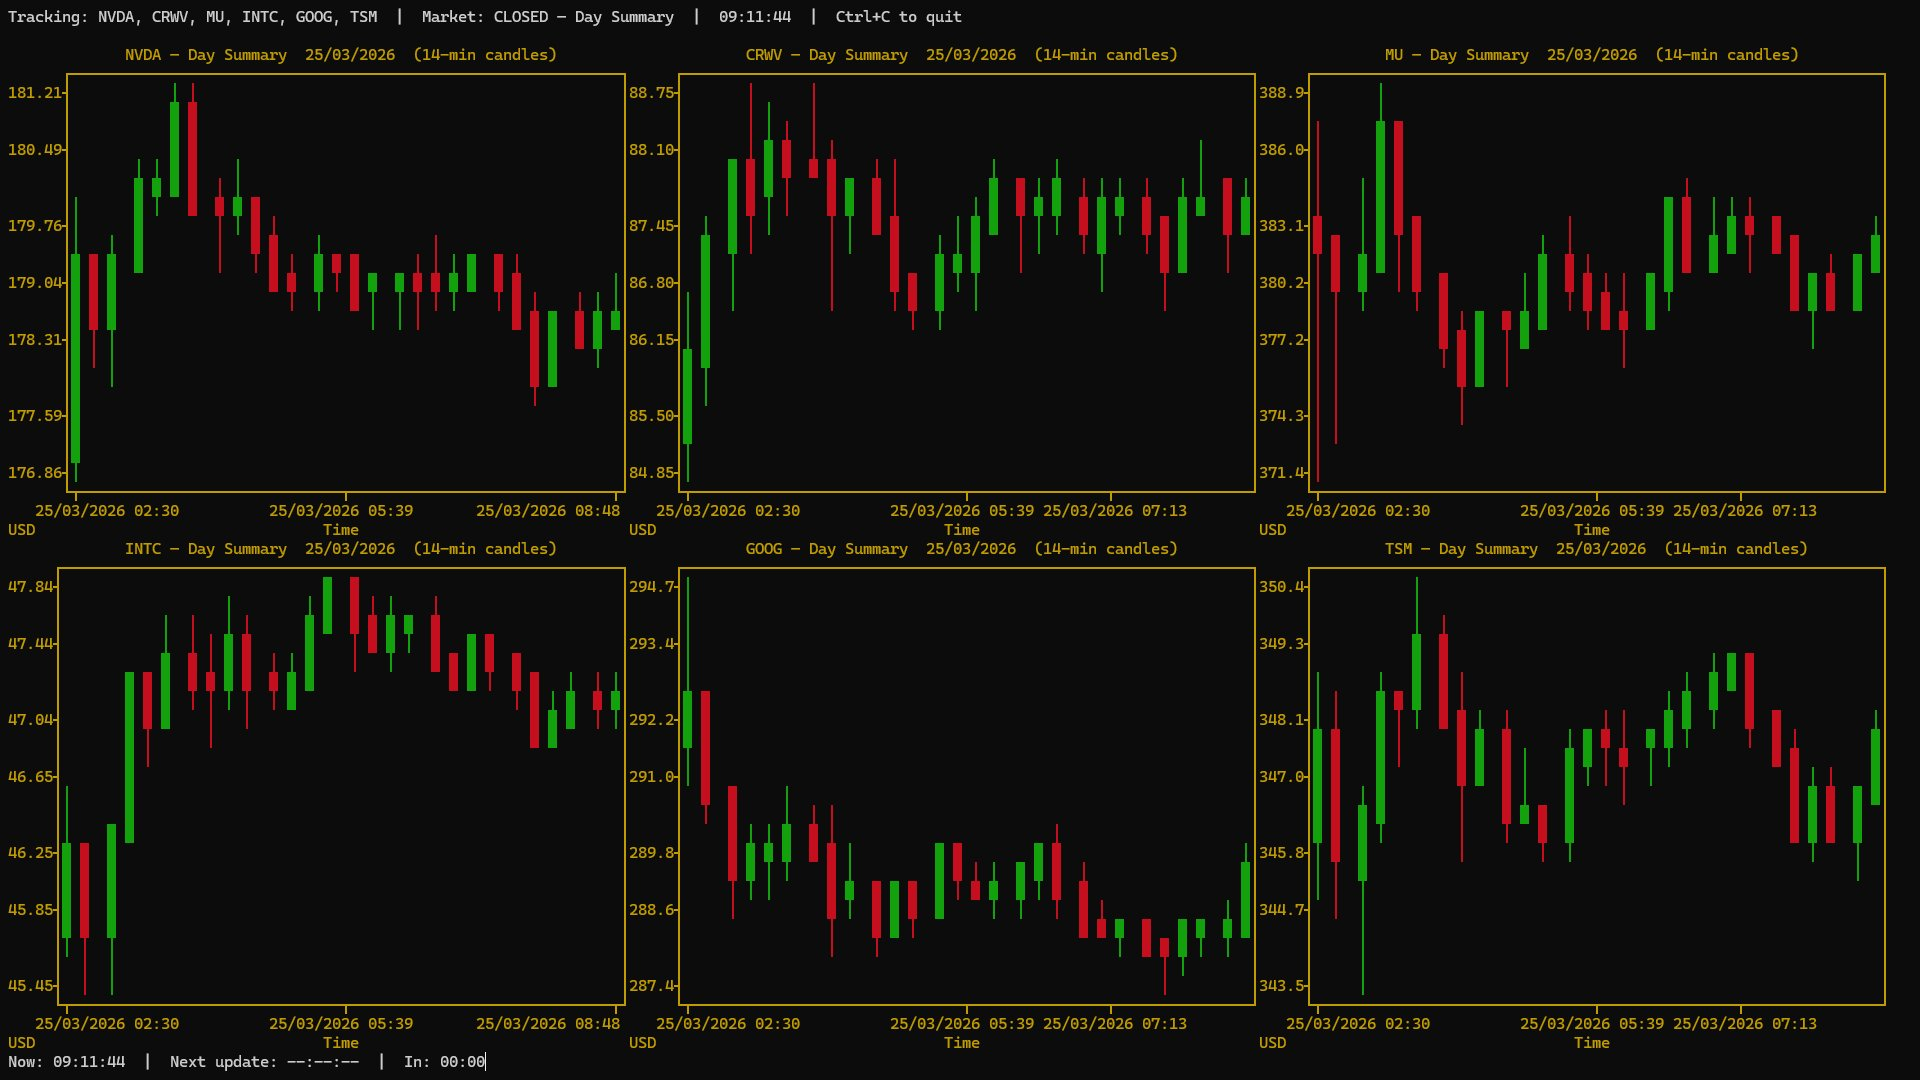 Tracking: NVDA, CRWV, MU, INTC, GOOG, TSM | Market: CLOSED — Day Summary | 09:11:44 | Ctrl+C to quit
NVDA — Day Summary 25/03/2026 (14-min candles)
181.21
180.49
179.76
179.04
178.31
177.59
176.86
25/03/2026 02:30 25/03/2026 05:39 25/03/2026 08:48
USD Time
CRWV — Day Summary 25/03/2026 (14-min candles)
88.75
88.10
87.45
86.80
86.15
85.50
84.85
25/03/2026 02:30 25/03/2026 05:39 25/03/2026 07:13
USD Time
MU — Day Summary 25/03/2026 (14-min candles)
388.9
386.0
383.1
380.2
377.2
374.3
371.4
25/03/2026 02:30 25/03/2026 05:39 25/03/2026 07:13
USD Time
INTC — Day Summary 25/03/2026 (14-min candles)
47.84
47.44
47.04
46.65
46.25
45.85
45.45
25/03/2026 02:30 25/03/2026 05:39 25/03/2026 08:48
USD Time
GOOG — Day Summary 25/03/2026 (14-min candles)
294.7
293.4
292.2
291.0
289.8
288.6
287.4
25/03/2026 02:30 25/03/2026 05:39 25/03/2026 07:13
USD Time
TSM — Day Summary 25/03/2026 (14-min candles)
350.4
349.3
348.1
347.0
345.8
344.7
343.5
25/03/2026 02:30 25/03/2026 05:39 25/03/2026 07:13
USD Time
Now: 09:11:44 | Next update: --:--:-- | In: 00:00